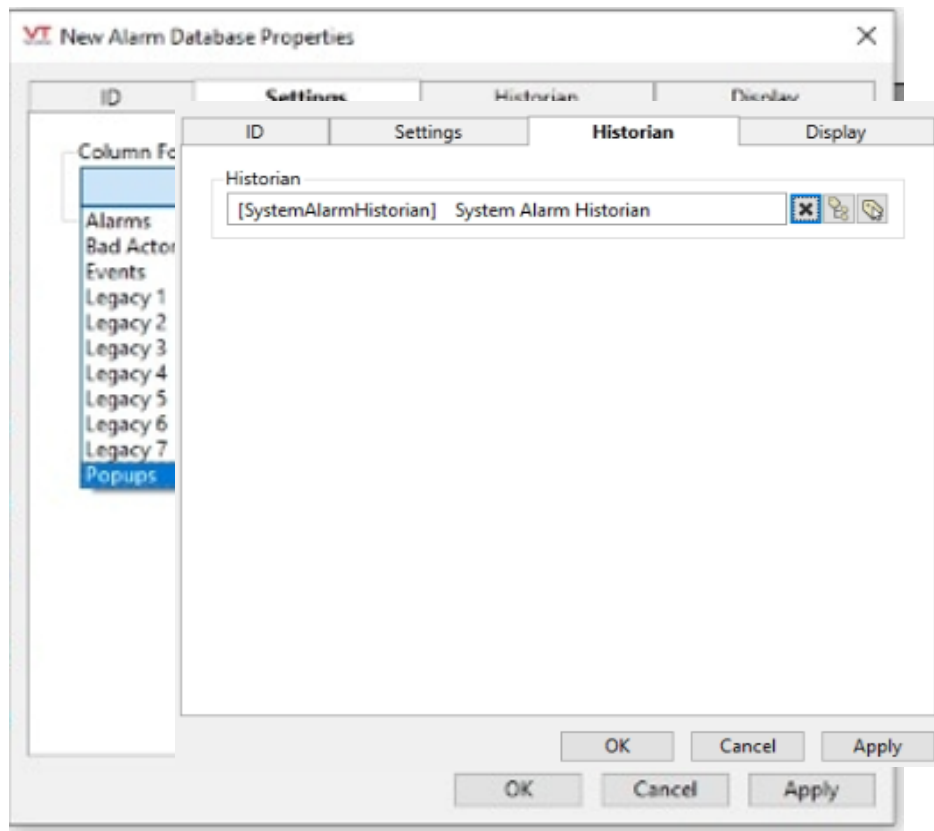 VT New Alarm Database Properties
ID Settings Historian Display
Column Fo
Alarms
Bad Actor
Events
Legacy 1
Legacy 2
Legacy 3
Legacy 4
Legacy 5
Legacy 6
Legacy 7
Popups
ID Settings Historian Display
Historian
[SystemAlarmHistorian] System Alarm Historian
OK Cancel Apply
OK Cancel Apply